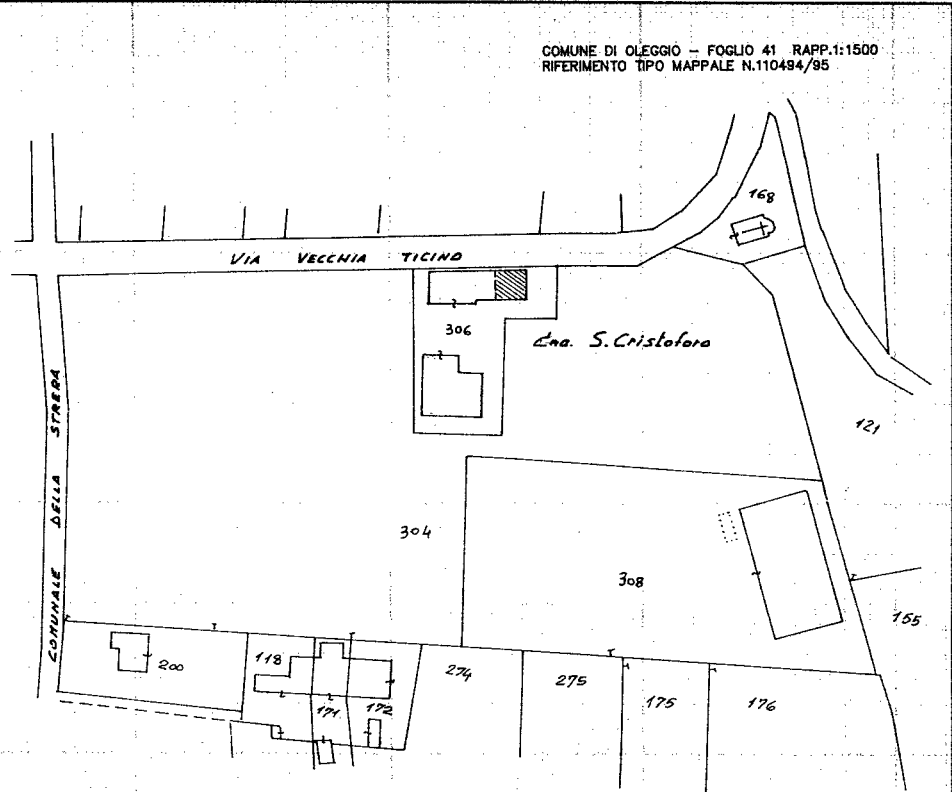 COMUNE DI OLEGGIO - FOGLIO 41 RAPP.1:1500
RIFERIMENTO TIPO MAPPALE N.110494/95
168
VIA VECCHIA TICINO
306
C.na. S.Cristoforo
COMUNALE DELLA STRERA
121
304
308
155
200
118
171
172
274
275
175
176